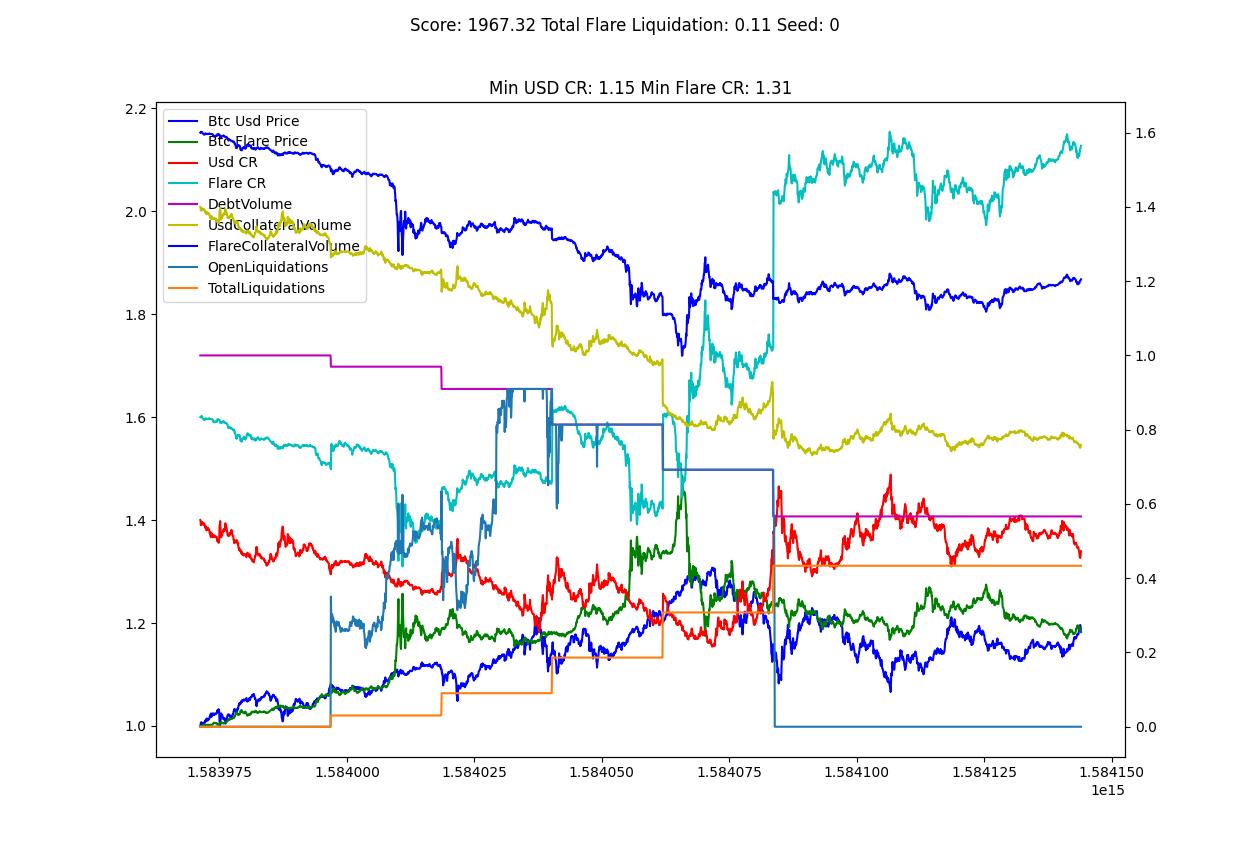 Score: 1967.32 Total Flare Liquidation: 0.11 Seed: 0
Min USD CR: 1.15 Min Flare CR: 1.31
2.2
2.0
1.8
1.6
1.4
1.2
1.0
Btc Usd Price
Btc Flare Price
Usd CR
Flare CR
DebtVolume
UsdCollateralVolume
FlareCollateralVolume
OpenLiquidations
TotalLiquidations
1.6
1.4
1.2
1.0
0.8
0.6
0.4
0.2
0.0
1.583975 1.584000 1.584025 1.584050 1.584075 1.584100 1.584125 1.584150
1e15